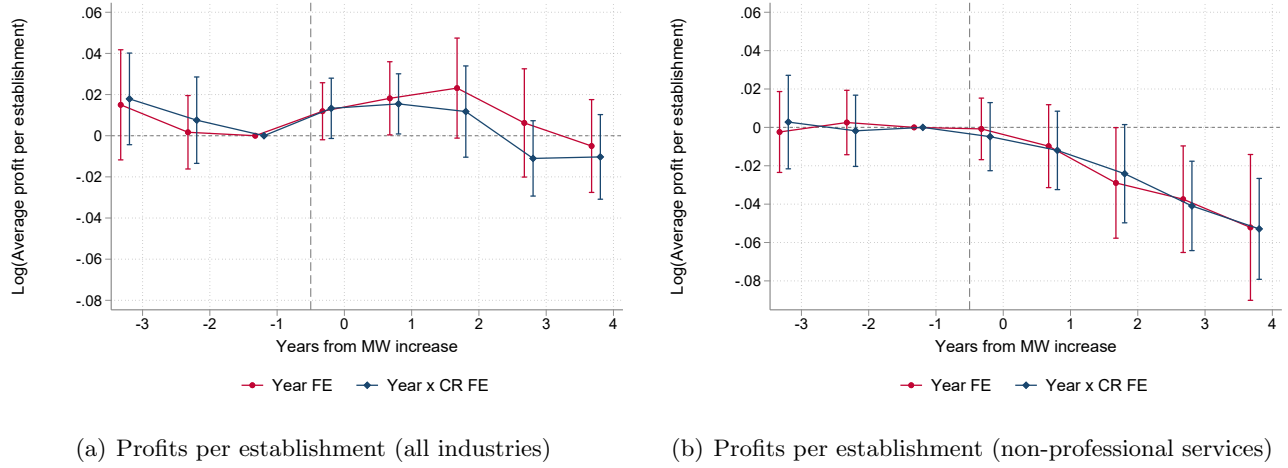 Log(Average profit per establishment)
.06
.04
.02
0
-.02
-.04
-.06
-.08
-3 -2 -1 0 1 2 3 4
Years from MW increase
Year FE Year x CR FE
(a) Profits per establishment (all industries)
Log(Average profit per establishment)
.06
.04
.02
0
-.02
-.04
-.06
-.08
-3 -2 -1 0 1 2 3 4
Years from MW increase
Year FE Year x CR FE
(b) Profits per establishment (non-professional services)